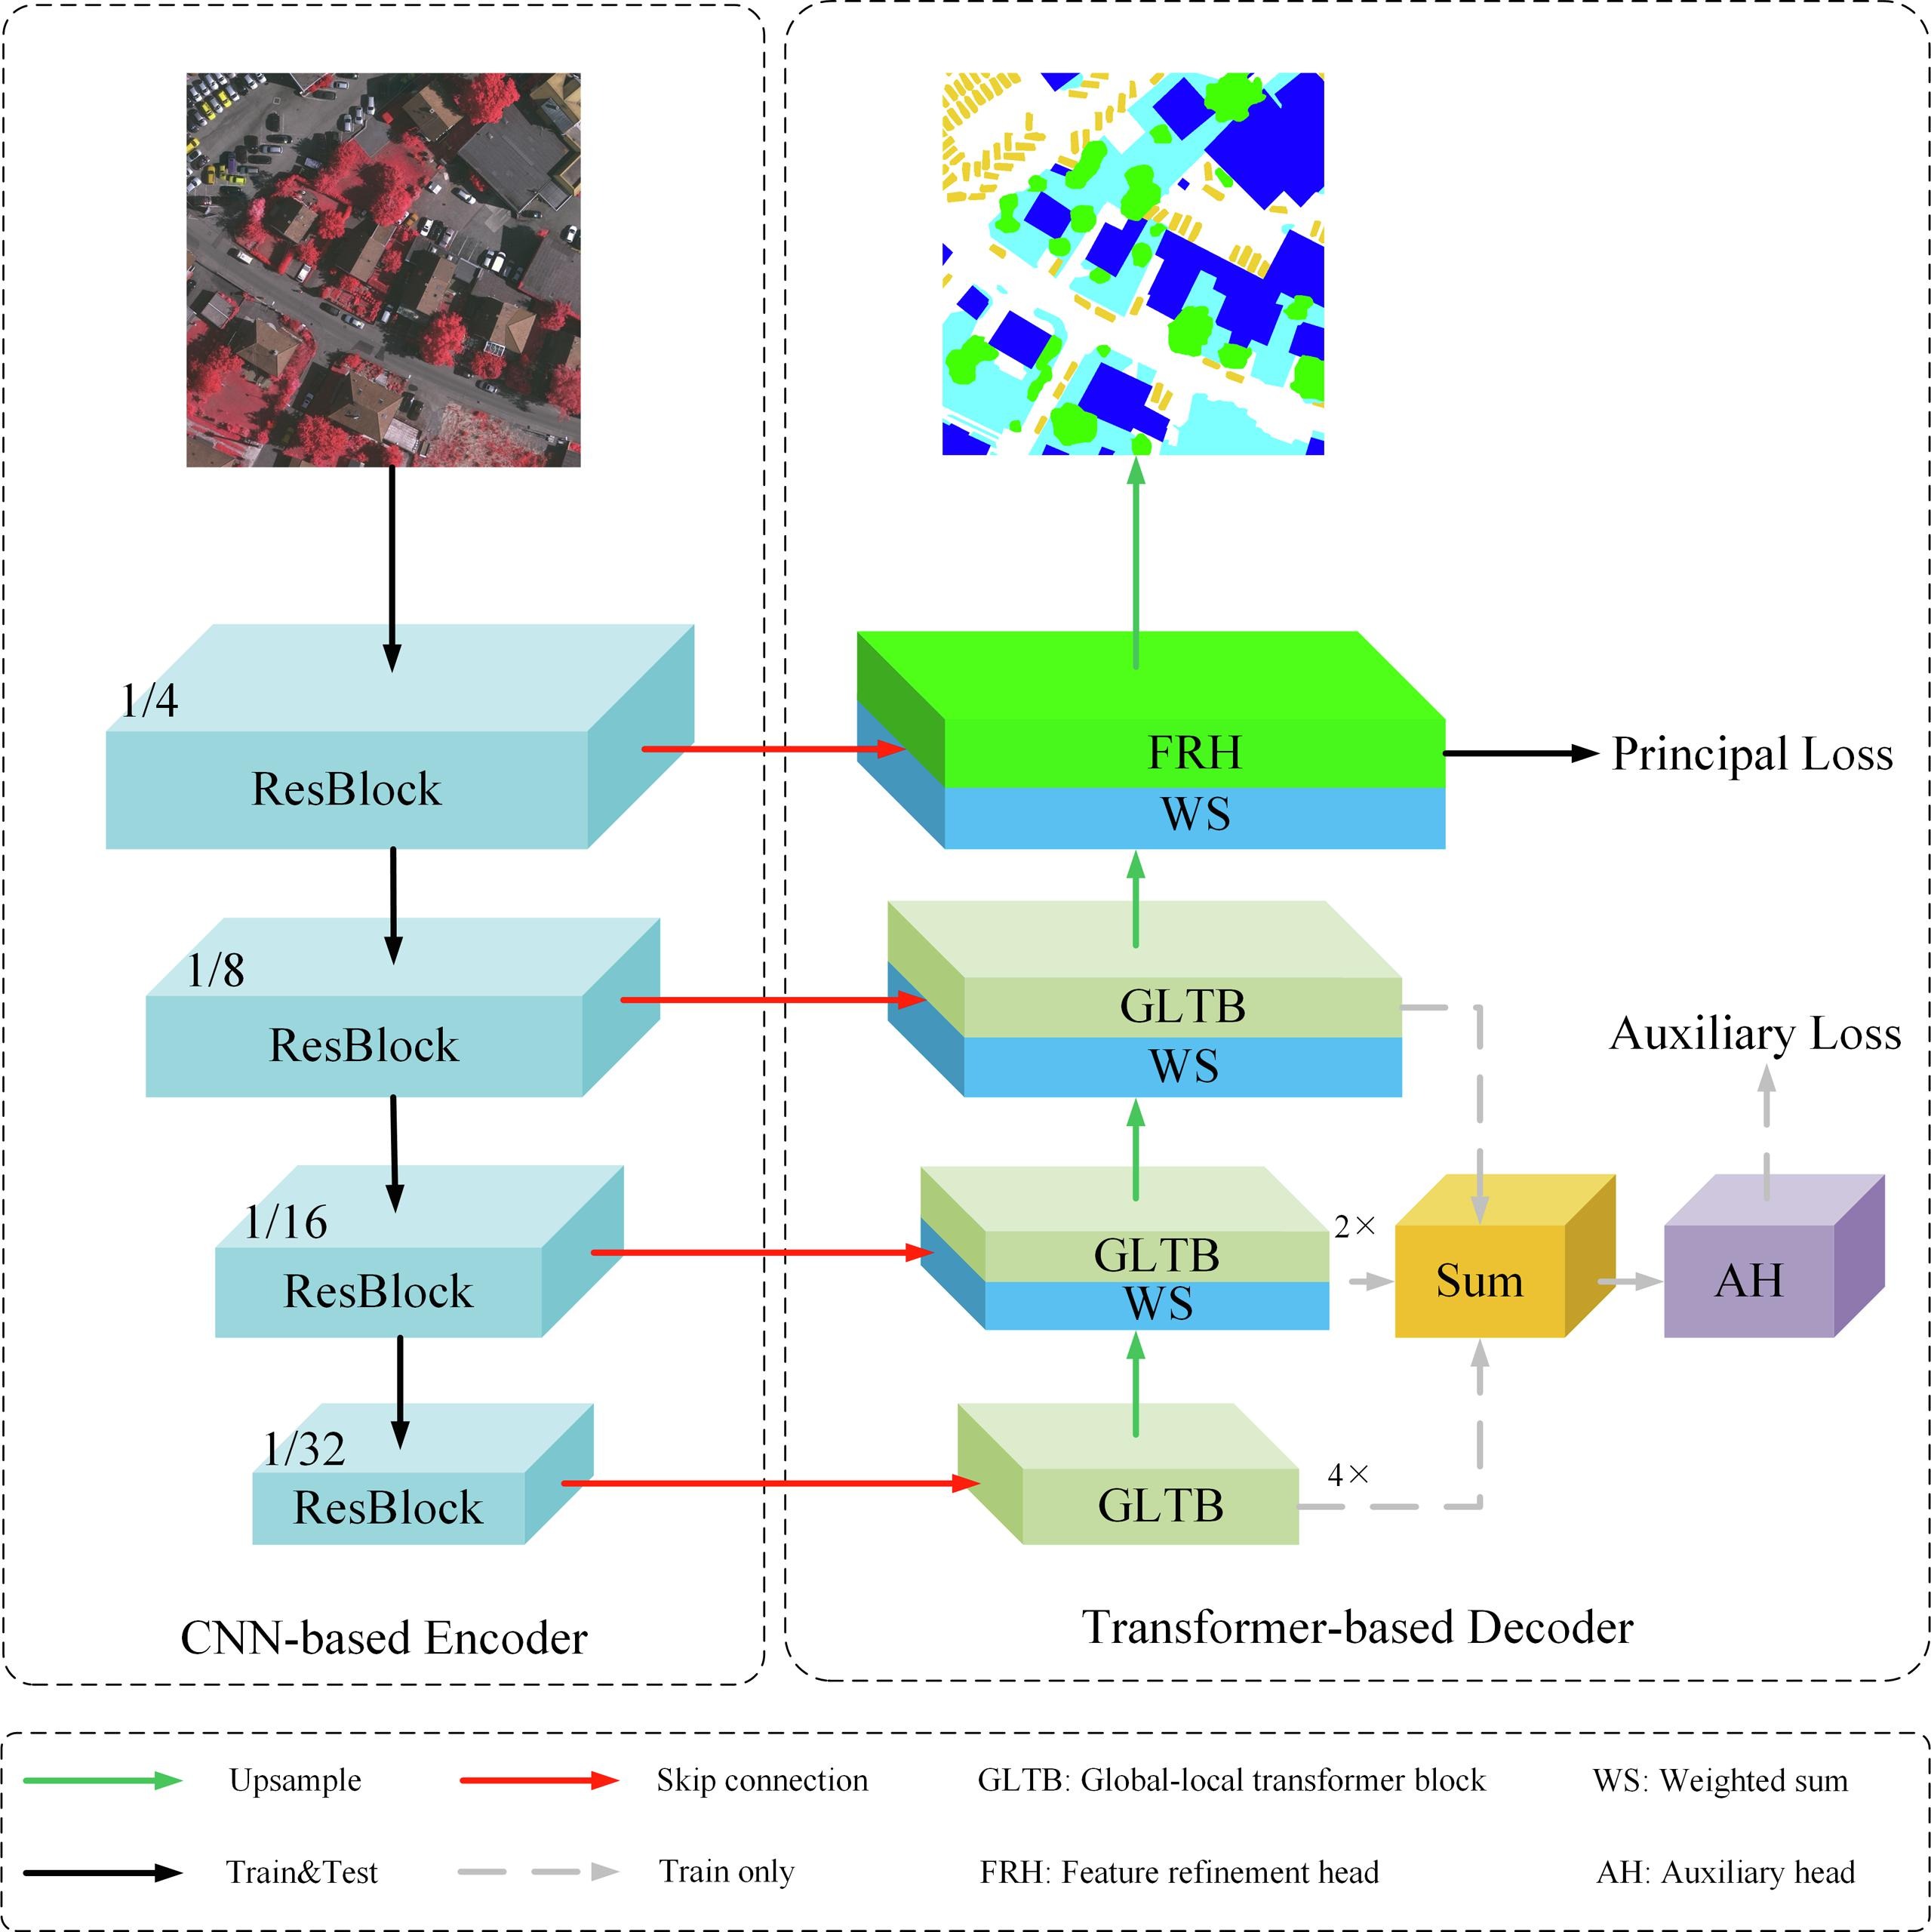 1/4
ResBlock
1/8
ResBlock
1/16
ResBlock
1/32
ResBlock
CNN-based Encoder
FRH
WS
Principal Loss
GLTB
WS
Auxiliary Loss
GLTB
WS
2×
Sum
AH
GLTB
4×
Transformer-based Decoder
Upsample
Skip connection
GLTB: Global-local transformer block
WS: Weighted sum
Train&Test
Train only
FRH: Feature refinement head
AH: Auxiliary head